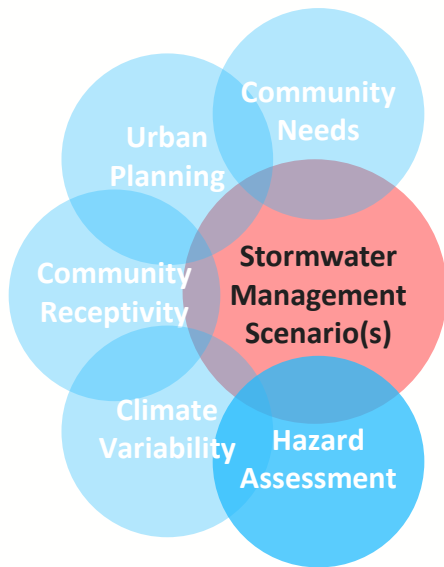 Community
Needs
Urban
Planning
Stormwater
Management
Scenario(s)
Community
Receptivity
Climate
Variability
Hazard
Assessment